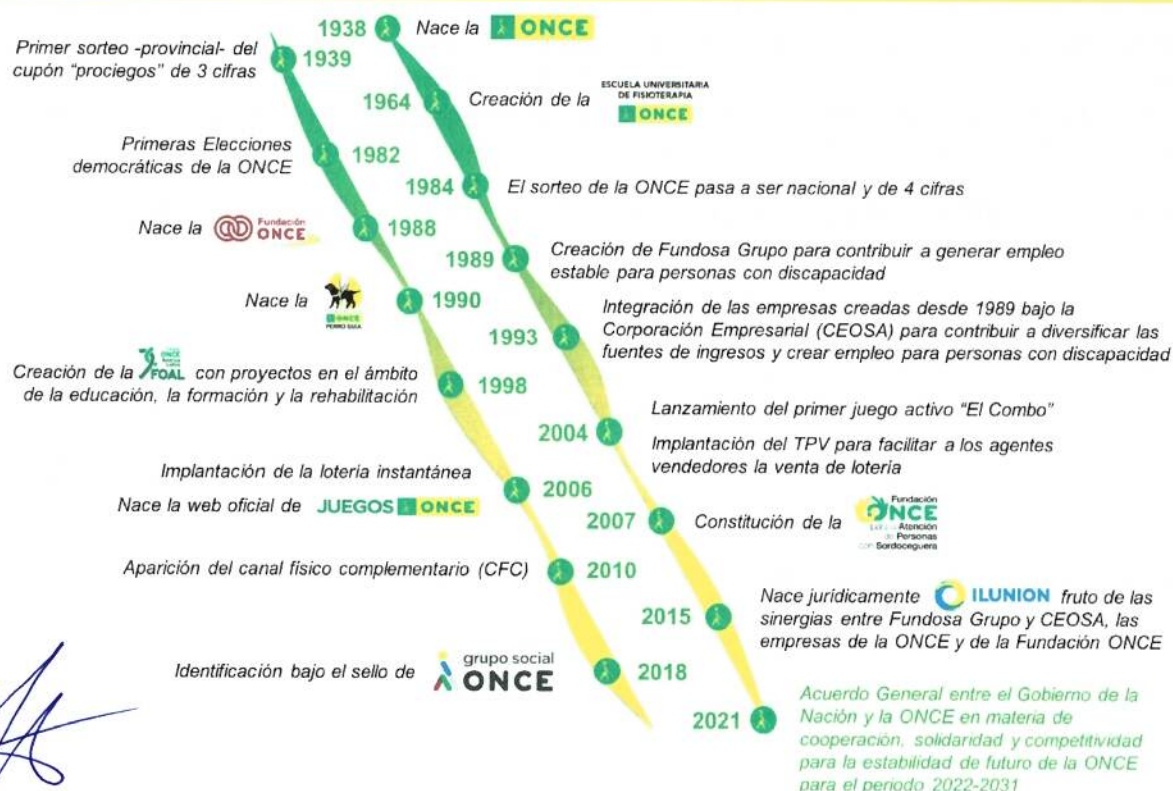 1938 Nace la ONCE
Primer sorteo -provincial- del
cupón "prociegos" de 3 cifras
1939
1964 Creación de la
ESCUELA UNIVERSITARIA
DE FISIOTERAPIA
ONCE
Primeras Elecciones
democráticas de la ONCE
1982
1984 El sorteo de la ONCE pasa a ser nacional y de 4 cifras
Nace la Fundación
ONCE
1988
1989 Creación de Fundosa Grupo para contribuir a generar empleo
estable para personas con discapacidad
Nace la
ONCE
PERRO GUÍA
1990
1993 Integración de las empresas creadas desde 1989 bajo la
Corporación Empresarial (CEOSA) para contribuir a diversificar las
fuentes de ingresos y crear empleo para personas con discapacidad
Creación de la FOAL con proyectos en el ámbito
de la educación, la formación y la rehabilitación
1998
2004 Lanzamiento del primer juego activo "El Combo"
Implantación del TPV para facilitar a los agentes
vendedores la venta de lotería
Implantación de la lotería instantánea
Nace la web oficial de JUEGOS ONCE
2006
2007 Constitución de la
Fundación
ONCE
Atención
de Personas
con Sordoceguera
Aparición del canal físico complementario (CFC) 2010
2015 Nace jurídicamente ILUNION fruto de las
sinergias entre Fundosa Grupo y CEOSA, las
empresas de la ONCE y de la Fundación ONCE
Identificación bajo el sello de grupo social
ONCE
2018
2021 Acuerdo General entre el Gobierno de la
Nación y la ONCE en materia de
cooperación, solidaridad y competitividad
para la estabilidad de futuro de la ONCE
para el periodo 2022-2031